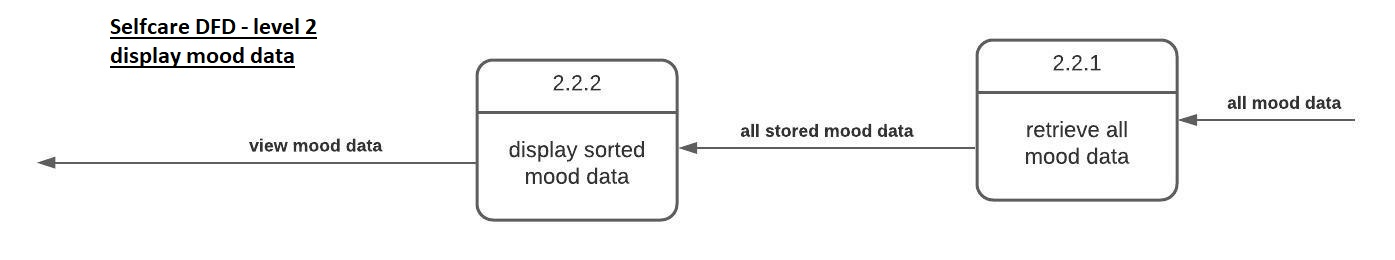 Selfcare DFD - level 2
display mood data
view mood data
2.2.2
display sorted
mood data
all stored mood data
2.2.1
retrieve all
mood data
all mood data